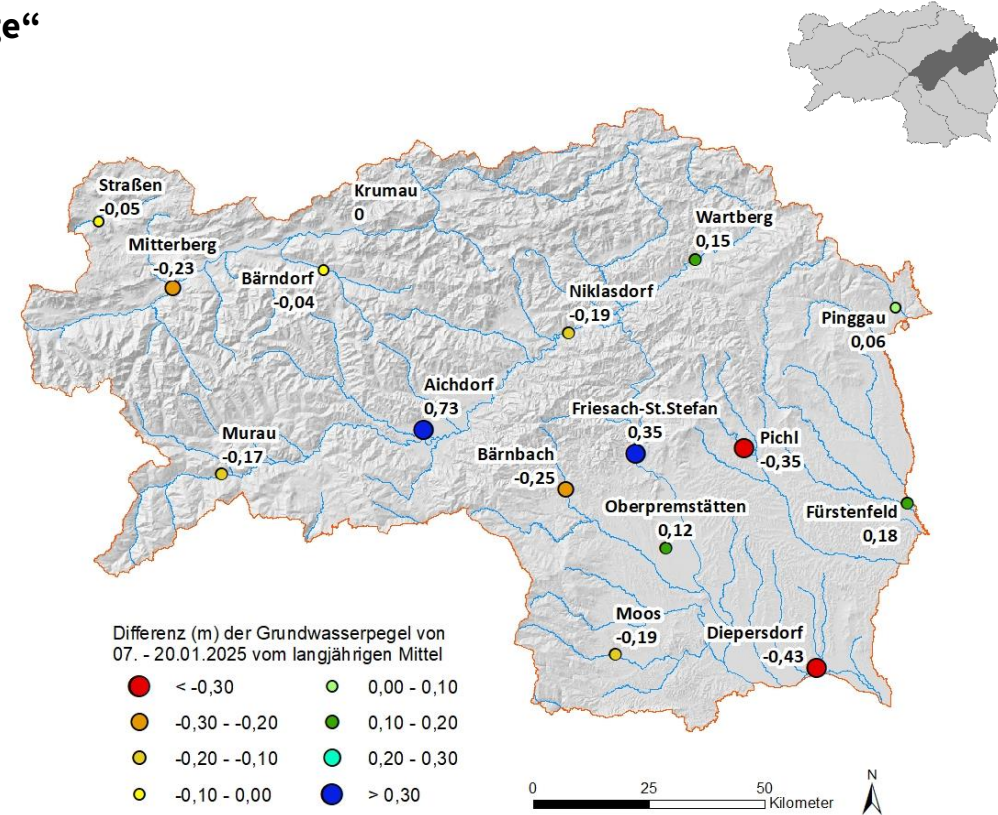 ge“
Straßen
-0,05
Krumau
0
Wartberg
0,15
Mitterberg
-0,23
Bärndorf
-0,04
Niklasdorf
-0,19
Pinggau
0,06
Aichdorf
0,73
Friesach-St.Stefan
0,35
Murau
-0,17
Bärnbach
-0,25
Pichl
-0,35
Oberpremstätten
0,12
Fürstenfeld
0,18
Moos
-0,19
Diepersdorf
-0,43
Differenz (m) der Grundwasserpegel von
07. - 20.01.2025 vom langjährigen Mittel
< -0,30
-0,30 - -0,20
-0,20 - -0,10
-0,10 - 0,00
0,00 - 0,10
0,10 - 0,20
0,20 - 0,30
> 0,30
0 25 50
Kilometer
N